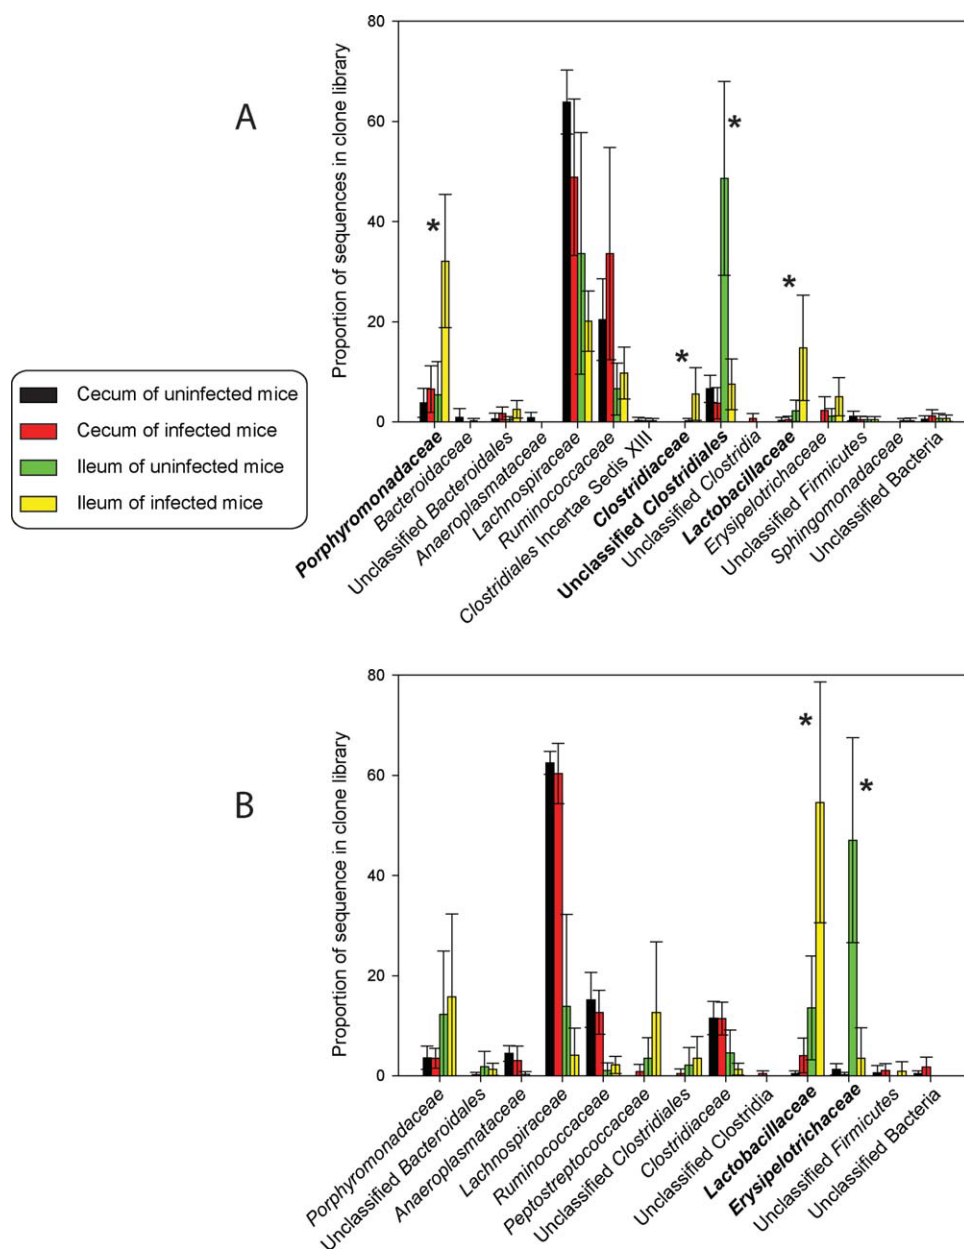 A
Proportion of sequences in clone library
80
60
40
20
0
*
*
*
*
Porphyromonadaceae
Bacteroidaceae
Unclassified Bacteroidales
Anaeroplasmataceae
Lachnospiraceae
Ruminococcaceae
Clostridiales Incertae Sedis XIII
Clostridiaceae
Unclassified Clostridiales
Unclassified Clostridia
Lactobacillaceae
Erysipelotrichaceae
Unclassified Firmicutes
Sphingomonadaceae
Unclassified Bacteria
Cecum of uninfected mice
Cecum of infected mice
Ileum of uninfected mice
Ileum of infected mice
B
Proportion of sequence in clone library
80
60
40
20
0
*
*
Porphyromonadaceae
Unclassified Bacteroidales
Anaeroplasmataceae
Lachnospiraceae
Ruminococcaceae
Peptostreptococcaceae
Unclassified Clostridiales
Clostridiaceae
Unclassified Clostridia
Lactobacillaceae
Erysipelotrichaceae
Unclassified Firmicutes
Unclassified Bacteria